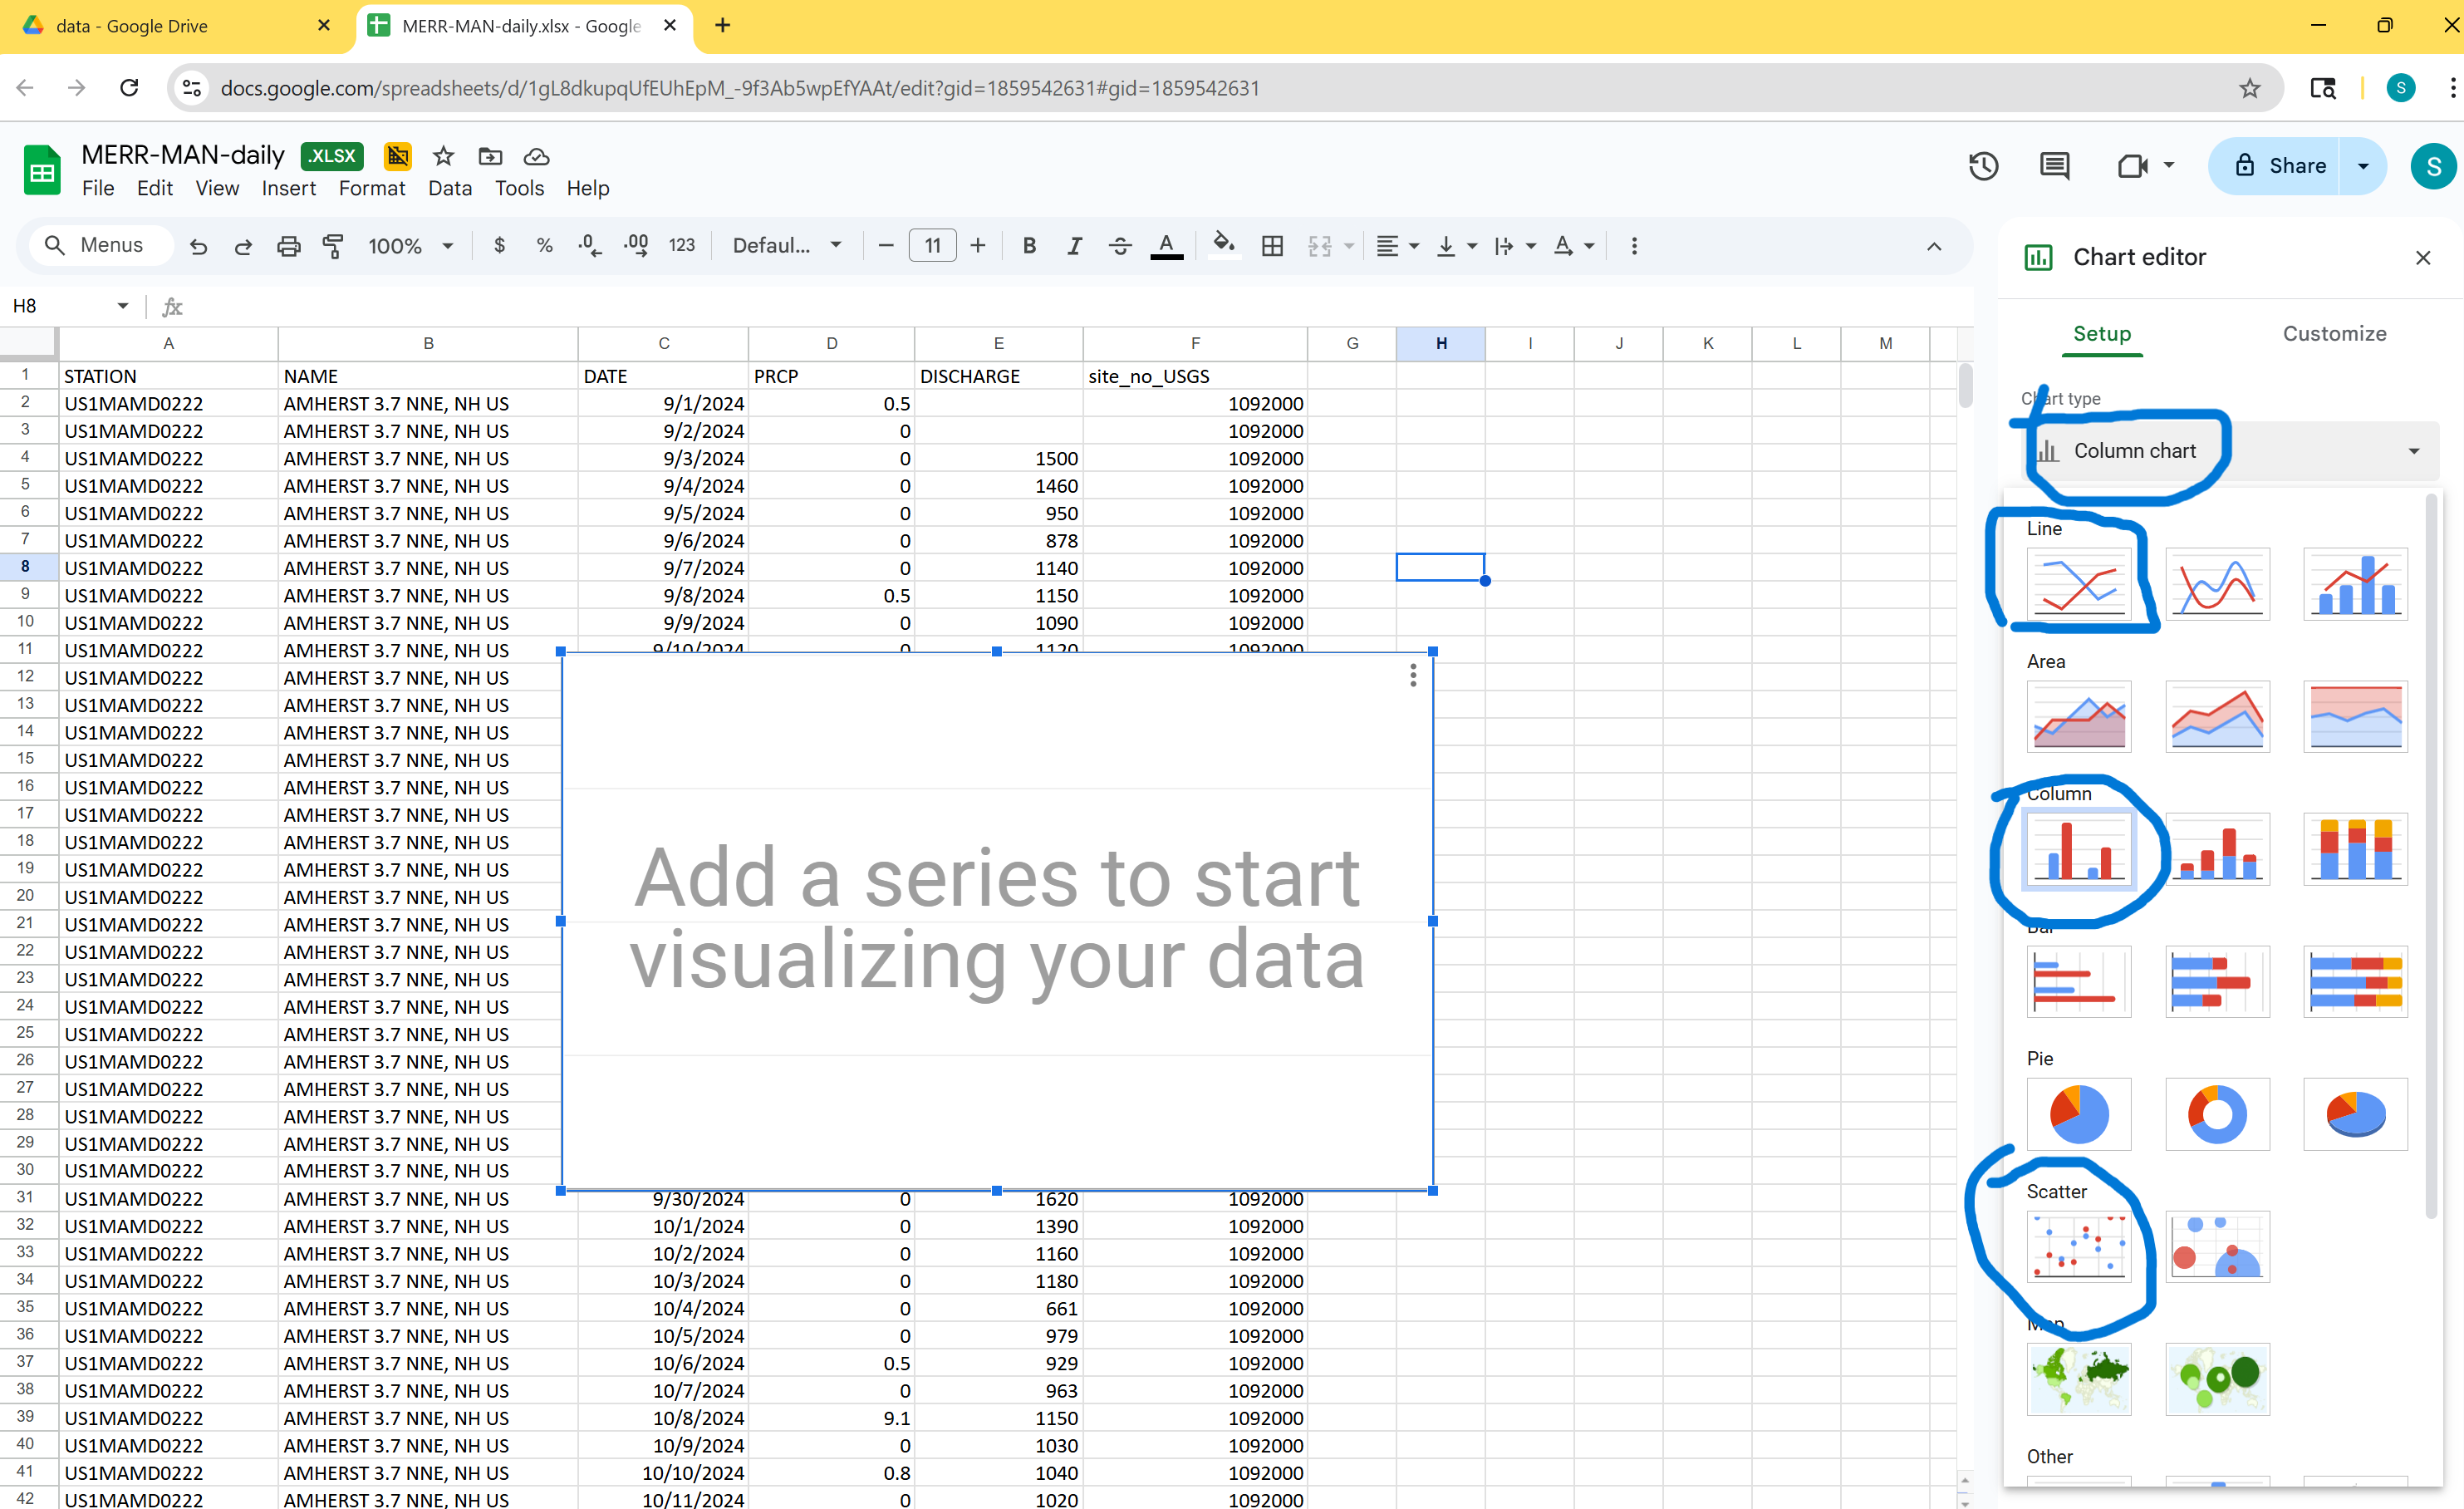 data - Google Drive
MERR-MAN-daily.xlsx - Google
docs.google.com/spreadsheets/d/1gL8dkupqUfEUhEpM_-9f3Ab5wpEfYAAt/edit?gid=1859542631#gid=1859542631
S
MERR-MAN-daily .XLSX
File Edit View Insert Format Data Tools Help
Share
S
Menus 100% $ % .0 .00 123 Defaul... 11 B I A
H8
A B C D E F G H I J K L M
1 STATION NAME DATE PRCP DISCHARGE site_no_USGS
2 US1MAMD0222 AMHERST 3.7 NNE, NH US 9/1/2024 0.5 1092000
3 US1MAMD0222 AMHERST 3.7 NNE, NH US 9/2/2024 0 1092000
4 US1MAMD0222 AMHERST 3.7 NNE, NH US 9/3/2024 0 1500 1092000
5 US1MAMD0222 AMHERST 3.7 NNE, NH US 9/4/2024 0 1460 1092000
6 US1MAMD0222 AMHERST 3.7 NNE, NH US 9/5/2024 0 950 1092000
7 US1MAMD0222 AMHERST 3.7 NNE, NH US 9/6/2024 0 878 1092000
8 US1MAMD0222 AMHERST 3.7 NNE, NH US 9/7/2024 0 1140 1092000
9 US1MAMD0222 AMHERST 3.7 NNE, NH US 9/8/2024 0.5 1150 1092000
10 US1MAMD0222 AMHERST 3.7 NNE, NH US 9/9/2024 0 1090 1092000
11 US1MAMD0222 AMHERST 3.7 NNE, NH US 9/10/2024 0 1120 1092000
12 US1MAMD0222 AMHERST 3.7 NNE, NH US
13 US1MAMD0222 AMHERST 3.7 NNE, NH US
14 US1MAMD0222 AMHERST 3.7 NNE, NH US
15 US1MAMD0222 AMHERST 3.7 NNE, NH US
16 US1MAMD0222 AMHERST 3.7 NNE, NH US
17 US1MAMD0222 AMHERST 3.7 NNE, NH US
18 US1MAMD0222 AMHERST 3.7 NNE, NH US
19 US1MAMD0222 AMHERST 3.7 NNE, NH US
20 US1MAMD0222 AMHERST 3.7 NNE, NH US
21 US1MAMD0222 AMHERST 3.7 NNE, NH US
22 US1MAMD0222 AMHERST 3.7 NNE, NH US
23 US1MAMD0222 AMHERST 3.7 NNE, NH US
24 US1MAMD0222 AMHERST 3.7 NNE, NH US
25 US1MAMD0222 AMHERST 3.7 NNE, NH US
26 US1MAMD0222 AMHERST 3.7 NNE, NH US
27 US1MAMD0222 AMHERST 3.7 NNE, NH US
28 US1MAMD0222 AMHERST 3.7 NNE, NH US
29 US1MAMD0222 AMHERST 3.7 NNE, NH US
30 US1MAMD0222 AMHERST 3.7 NNE, NH US
31 US1MAMD0222 AMHERST 3.7 NNE, NH US 9/30/2024 0 1620 1092000
32 US1MAMD0222 AMHERST 3.7 NNE, NH US 10/1/2024 0 1390 1092000
33 US1MAMD0222 AMHERST 3.7 NNE, NH US 10/2/2024 0 1160 1092000
34 US1MAMD0222 AMHERST 3.7 NNE, NH US 10/3/2024 0 1180 1092000
35 US1MAMD0222 AMHERST 3.7 NNE, NH US 10/4/2024 0 661 1092000
36 US1MAMD0222 AMHERST 3.7 NNE, NH US 10/5/2024 0 979 1092000
37 US1MAMD0222 AMHERST 3.7 NNE, NH US 10/6/2024 0.5 929 1092000
38 US1MAMD0222 AMHERST 3.7 NNE, NH US 10/7/2024 0 963 1092000
39 US1MAMD0222 AMHERST 3.7 NNE, NH US 10/8/2024 9.1 1150 1092000
40 US1MAMD0222 AMHERST 3.7 NNE, NH US 10/9/2024 0 1030 1092000
41 US1MAMD0222 AMHERST 3.7 NNE, NH US 10/10/2024 0.8 1040 1092000
42 US1MAMD0222 AMHERST 3.7 NNE, NH US 10/11/2024 0 1020 1092000
Add a series to start
visualizing your data
Chart editor
Setup Customize
Chart type
Column chart
Line
Area
Column
Bar
Pie
Scatter
Map
Other